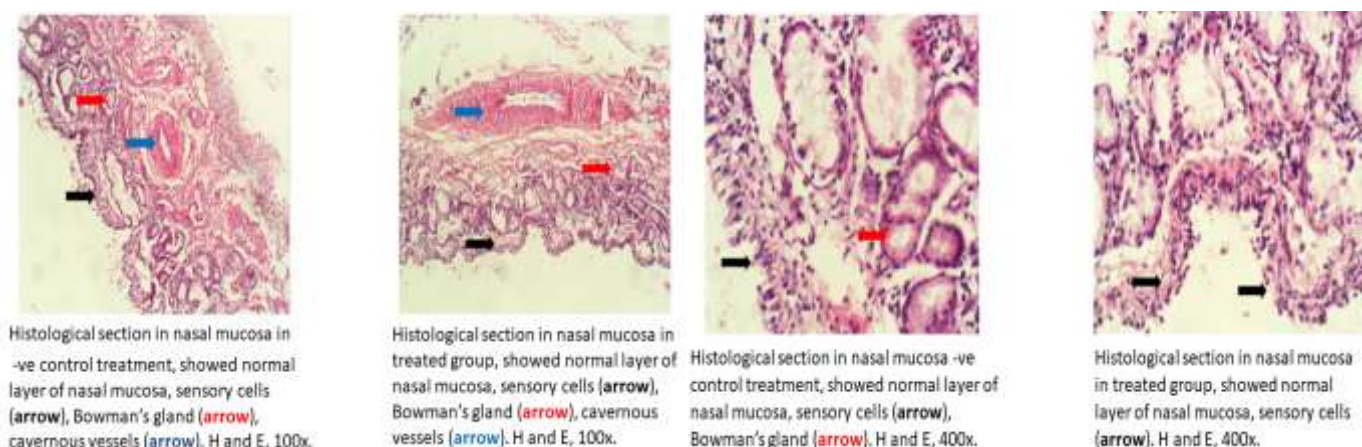 Histological section in nasal mucosa in
-ve control treatment, showed normal
layer of nasal mucosa, sensory cells
(arrow), Bowman's gland (arrow),
cavernous vessels (arrow). H and E, 100x.
Histological section in nasal mucosa in
treated group, showed normal layer of
nasal mucosa, sensory cells (arrow),
Bowman's gland (arrow), cavernous
vessels (arrow). H and E, 100x.
Histological section in nasal mucosa -ve
control treatment, showed normal layer of
nasal mucosa, sensory cells (arrow),
Bowman's gland (arrow). H and E, 400x.
Histological section in nasal mucosa
in treated group, showed normal
layer of nasal mucosa, sensory cells
(arrow). H and E, 400x.